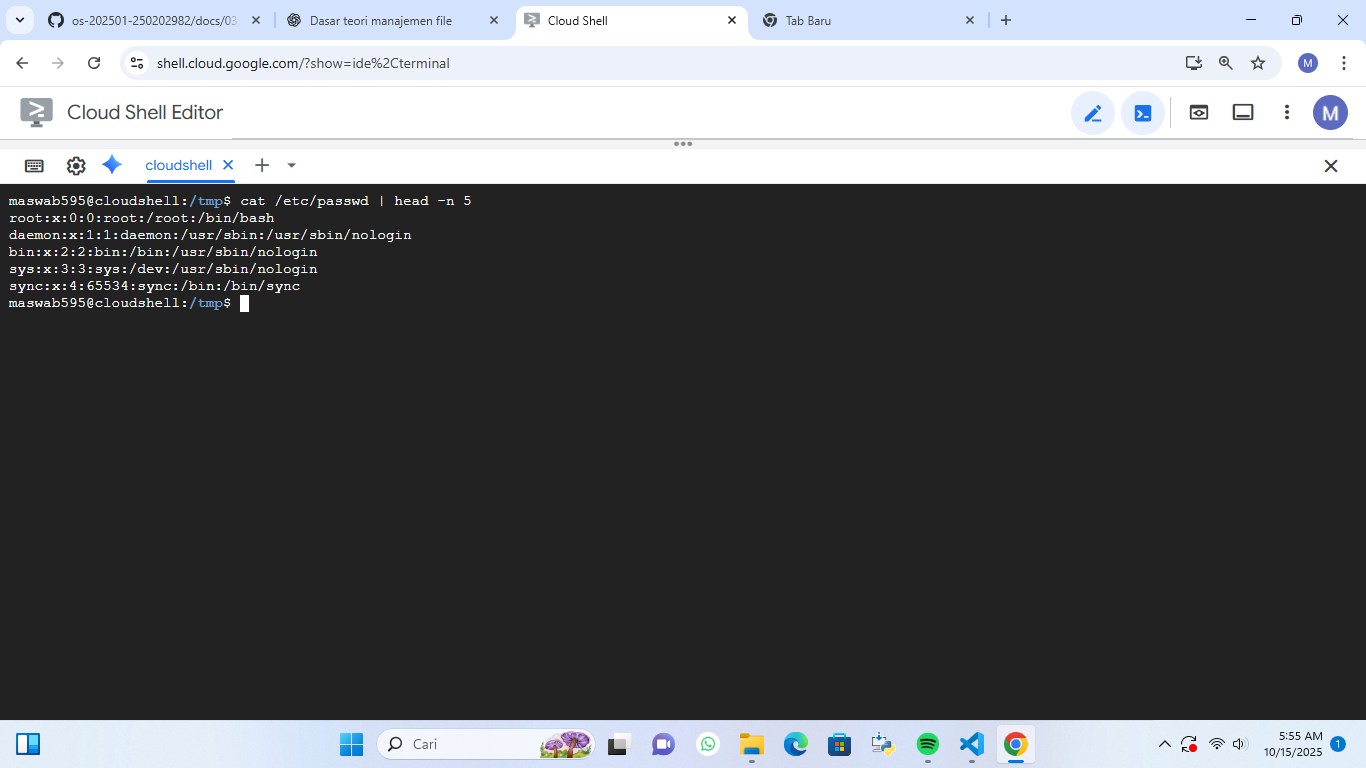 os-202501-250202982/docs/03
Dasar teori manajemen file
Cloud Shell
Tab Baru
shell.cloud.google.com/?show=ide%2Cterminal
M
Cloud Shell Editor
M
cloudshell
maswab595@cloudshell:/tmp$ cat /etc/passwd | head -n 5
root:x:0:0:root:/root:/bin/bash
daemon:x:1:1:daemon:/usr/sbin:/usr/sbin/nologin
bin:x:2:2:bin:/bin:/usr/sbin/nologin
sys:x:3:3:sys:/dev:/usr/sbin/nologin
sync:x:4:65534:sync:/bin:/bin/sync
maswab595@cloudshell:/tmp$
Cari
5:55 AM
10/15/2025
1